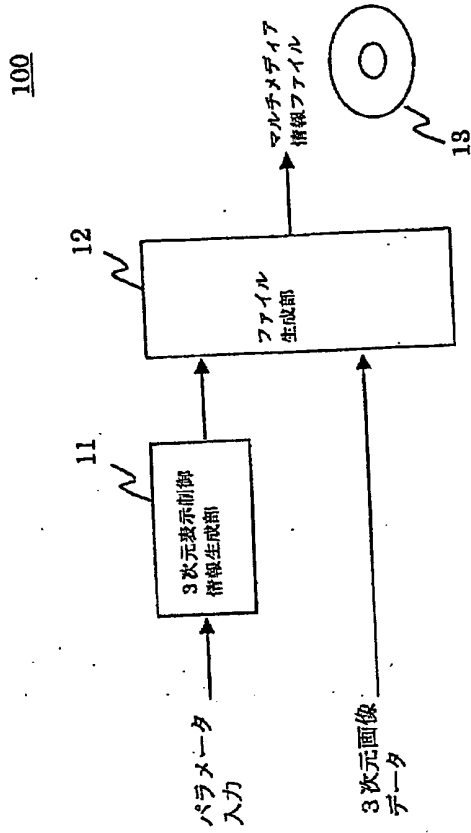 100
パラメータ
入力
11
3次元表示制御
情報生成部
3次元画像
データ
12
ファイル
生成部
マルチメディア
情報ファイル
13